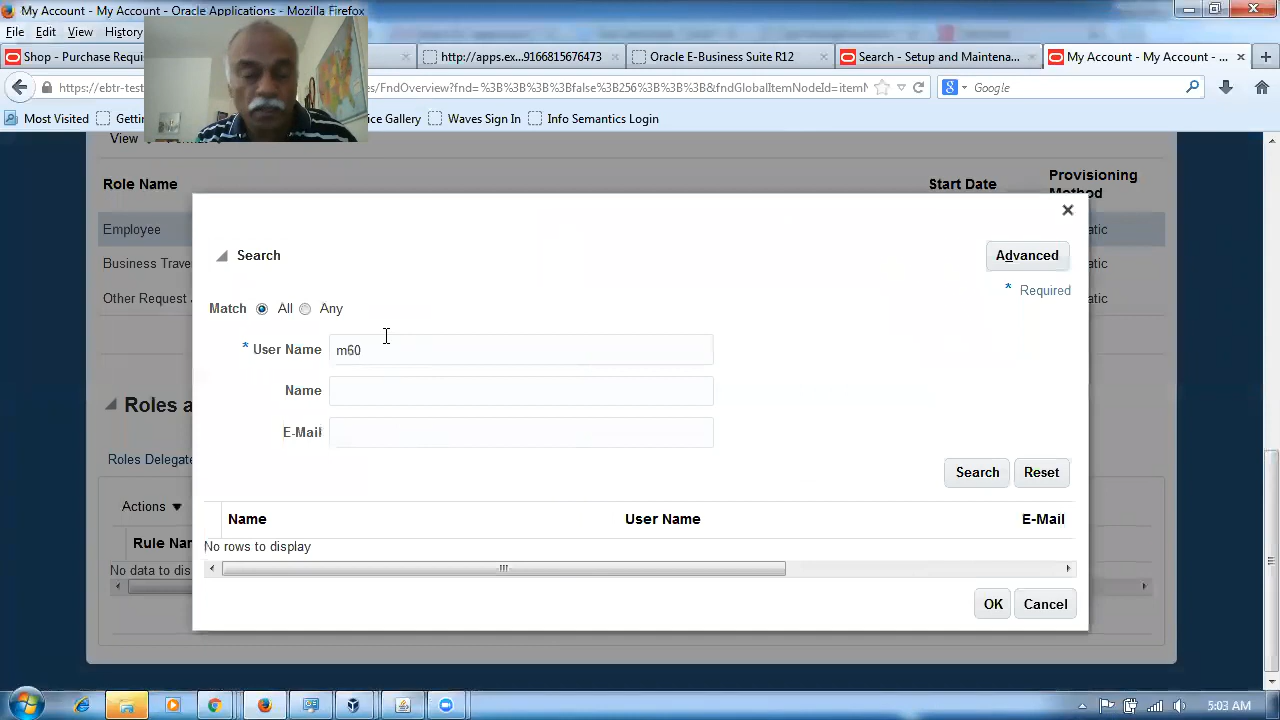 My Account - Roles - Oracle Applications - Mozilla Firefox
File Edit View History
Shop - Purchase Requi
http://apps.ex...9166815676473
Oracle E-Business Suite R12
Search - Setup and Maintena...
My Account - My Account - ...
https://ebtr-test
es/FndOverview?fnd=%3B%3B%3B%3Bfalse%3B256%3B%3B%3B&fndGlobalItemNodeId=itemN
Google
Most Visited
Getti
ice Gallery
Waves Sign In
Info Semantics Login
View
Role Name
Start Date
Provisioning
Method
Employee
atic
Business Trave
atic
Other Request
atic
Search
Advanced
* Required
Match All Any
* User Name m60
Name
E-Mail
Search Reset
Name User Name E-Mail
No rows to display
OK Cancel
Roles a
Roles Delegate
Actions
Rule Nar
No data to dis
5:03 AM